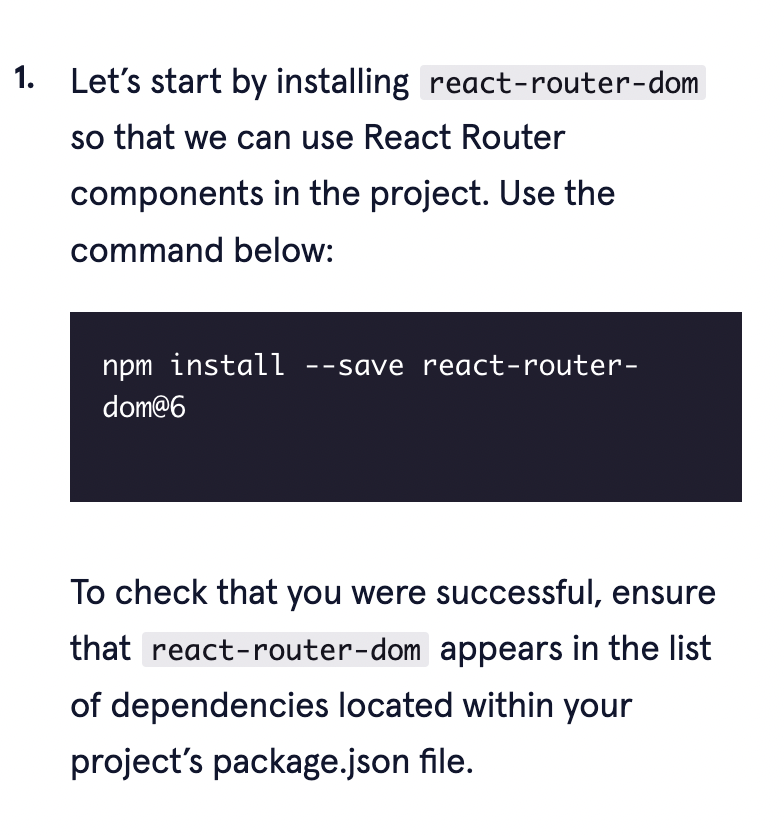 1. Let’s start by installing react-router-dom
so that we can use React Router
components in the project. Use the
command below:
npm install --save react-router-
dom@6
To check that you were successful, ensure
that react-router-dom appears in the list
of dependencies located within your
project’s package.json file.